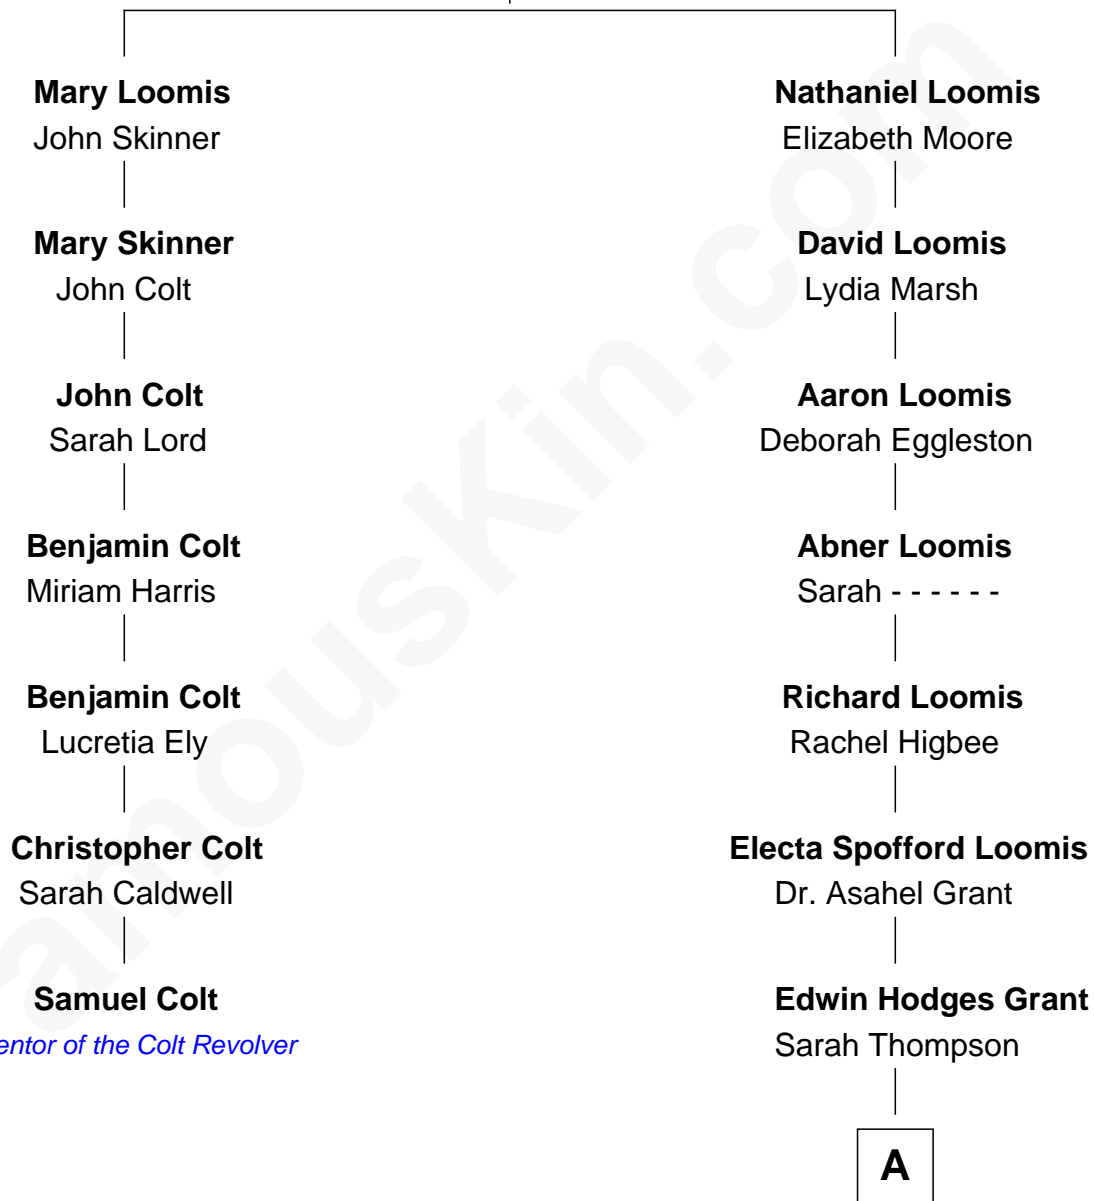 Mary Loomis
John Skinner
Nathaniel Loomis
Elizabeth Moore
Mary Skinner
John Colt
David Loomis
Lydia Marsh
John Colt
Sarah Lord
Aaron Loomis
Deborah Eggleston
Benjamin Colt
Miriam Harris
Abner Loomis
Sarah - - - - - -
Benjamin Colt
Lucretia Ely
Richard Loomis
Rachel Higbee
Christopher Colt
Sarah Caldwell
Electa Spofford Loomis
Dr. Asahel Grant
Samuel Colt
entor of the Colt Revolver
Edwin Hodges Grant
Sarah Thompson
A
amousKin.com